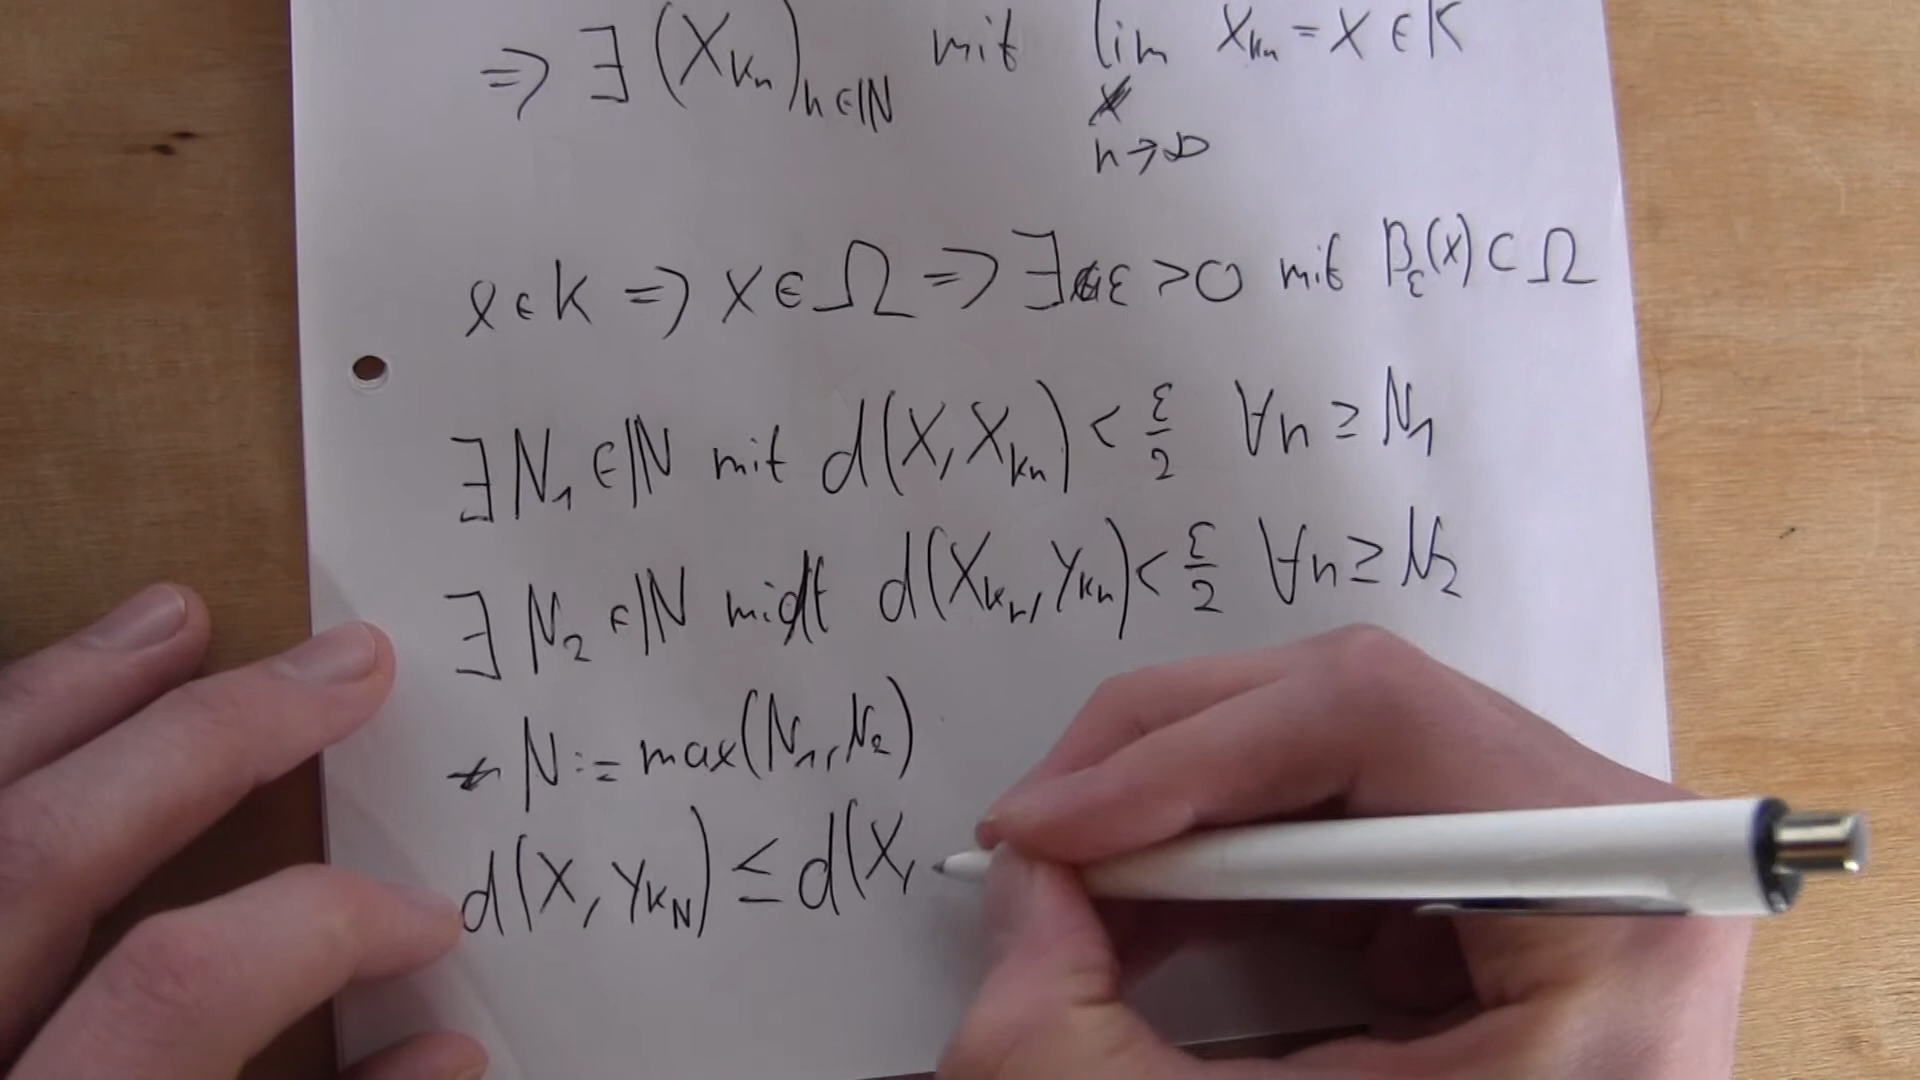 ⇒ ∃ (X_{k_n})_{n∈ℕ} mit lim X_{k_n} = X ∈ K
n→∞
x ∈ K ⇒ X ∈ Ω ⇒ ∃ ε > 0 mit B_ε(x) ⊂ Ω
∃ N_1 ∈ ℕ mit d(X, X_{k_n}) < ε/2 ∀n ≥ N_1
∃ N_2 ∈ ℕ mit d(X_{k_n}, Y_{k_n}) < ε/2 ∀n ≥ N_2
N := max(N_1, N_2)
d(X, Y_{k_N}) ≤ d(X,